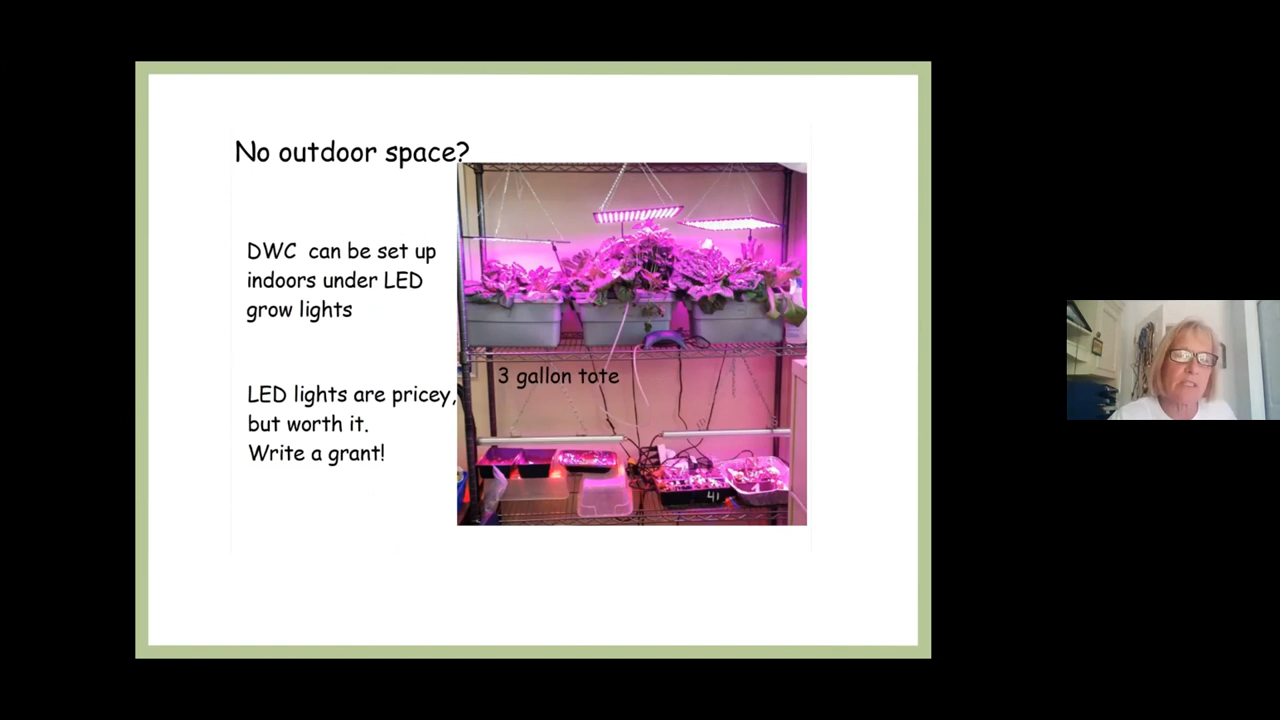 No outdoor space?
DWC can be set up
indoors under LED
grow lights
LED lights are pricey,
but worth it.
Write a grant!
3 gallon tote
41